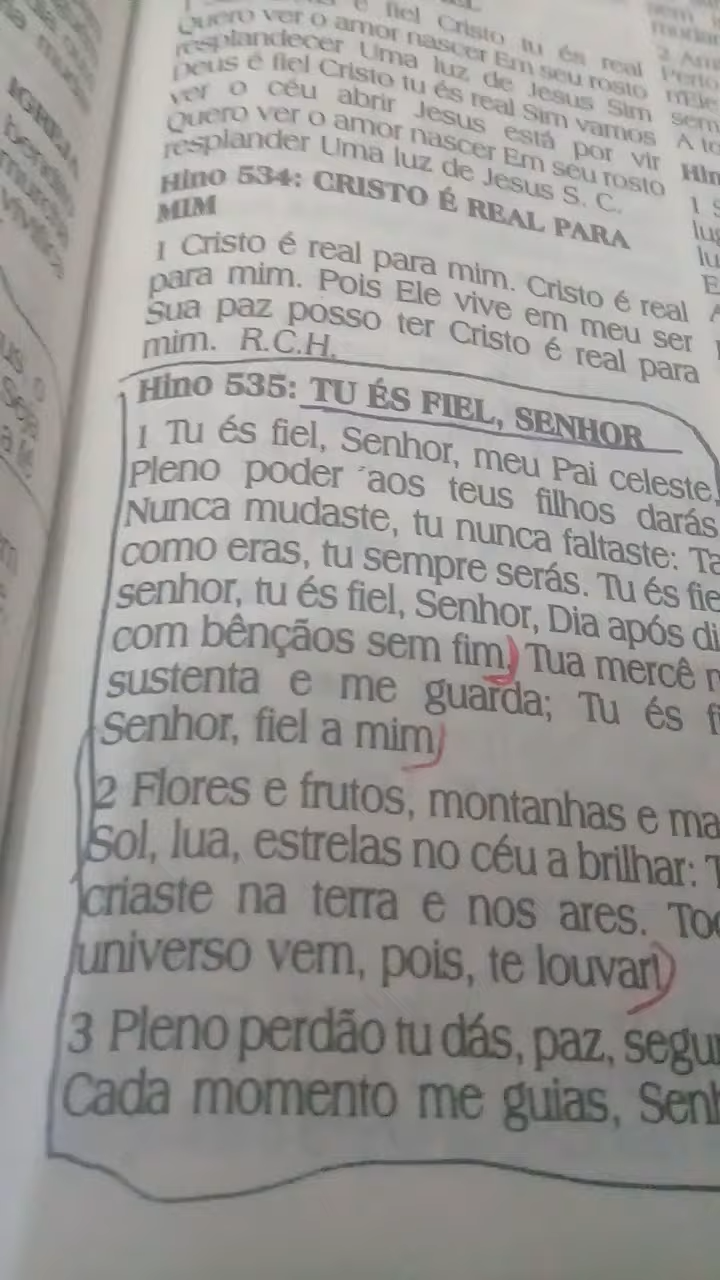 fiel Cristo tu és real
Quero ver o amor nascer Em seu rosto
resplandecer Uma luz de Jesus Sim
Deus é fiel Cristo tu és real Sim vamos
ver o céu abrir Jesus está por vir
Quero ver o amor nascer Em seu rosto
resplander Uma luz de Jesus S. C.
Hino 534: CRISTO É REAL PARA
MIM
1 Cristo é real para mim. Cristo é real
para mim. Pois Ele vive em meu ser
Sua paz posso ter Cristo é real para
mim. R.C.H.
Hino 535: TU ÉS FIEL, SENHOR
1 Tu és fiel, Senhor, meu Pai celeste,
Pleno poder aos teus filhos darás
Nunca mudaste, tu nunca faltaste: Ta
como eras, tu sempre serás. Tu és fie
senhor, tu és fiel, Senhor, Dia após di
com bênçãos sem fim, Tua mercê
sustenta e me guarda; Tu és f
Senhor, fiel a mim
2 Flores e frutos, montanhas e ma
Sol, lua, estrelas no céu a brilhar: T
criaste na terra e nos ares. Tod
universo vem, pois, te louvar!
3 Pleno perdão tu dás, paz, segu
Cada momento me guias, Senh